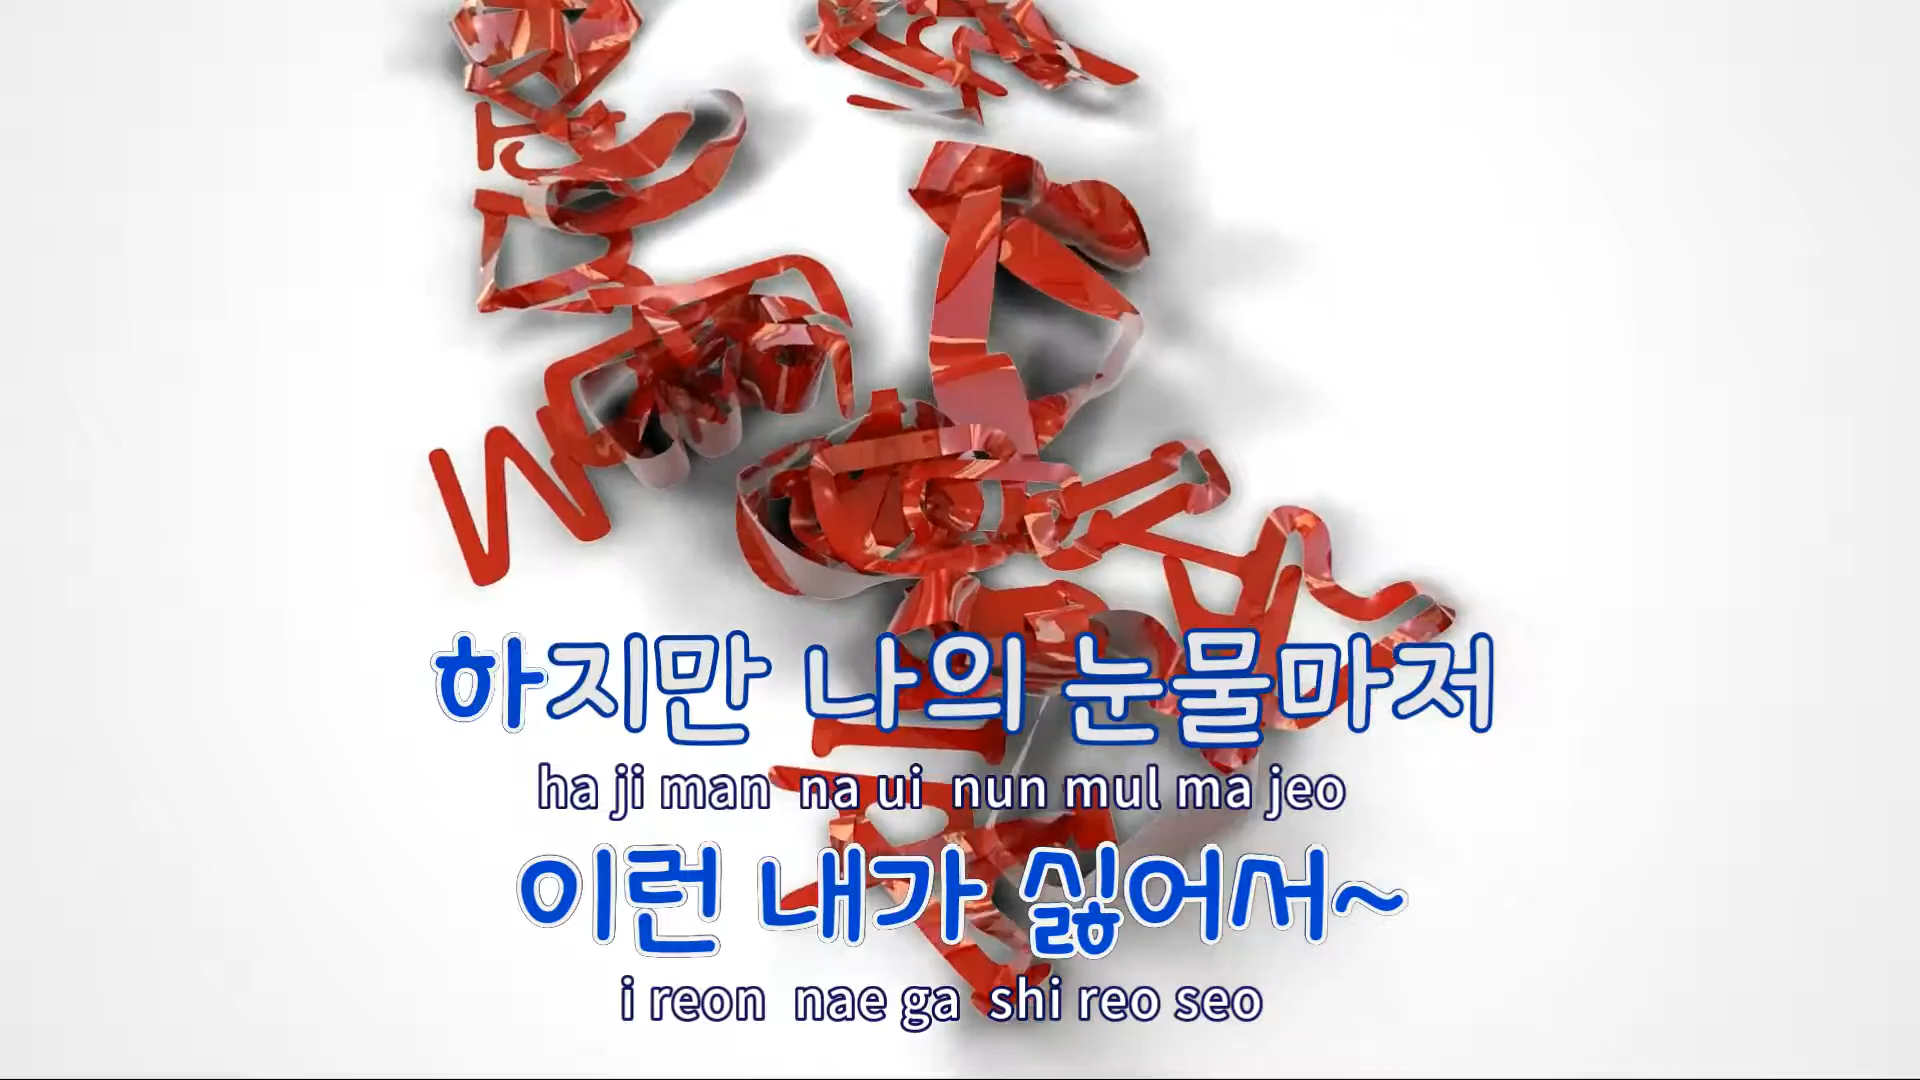 하지만 나의 눈물마저
ha ji man na ui nun mul ma jeo
이런 내가 싫어서~
i reon nae ga shi reo seo